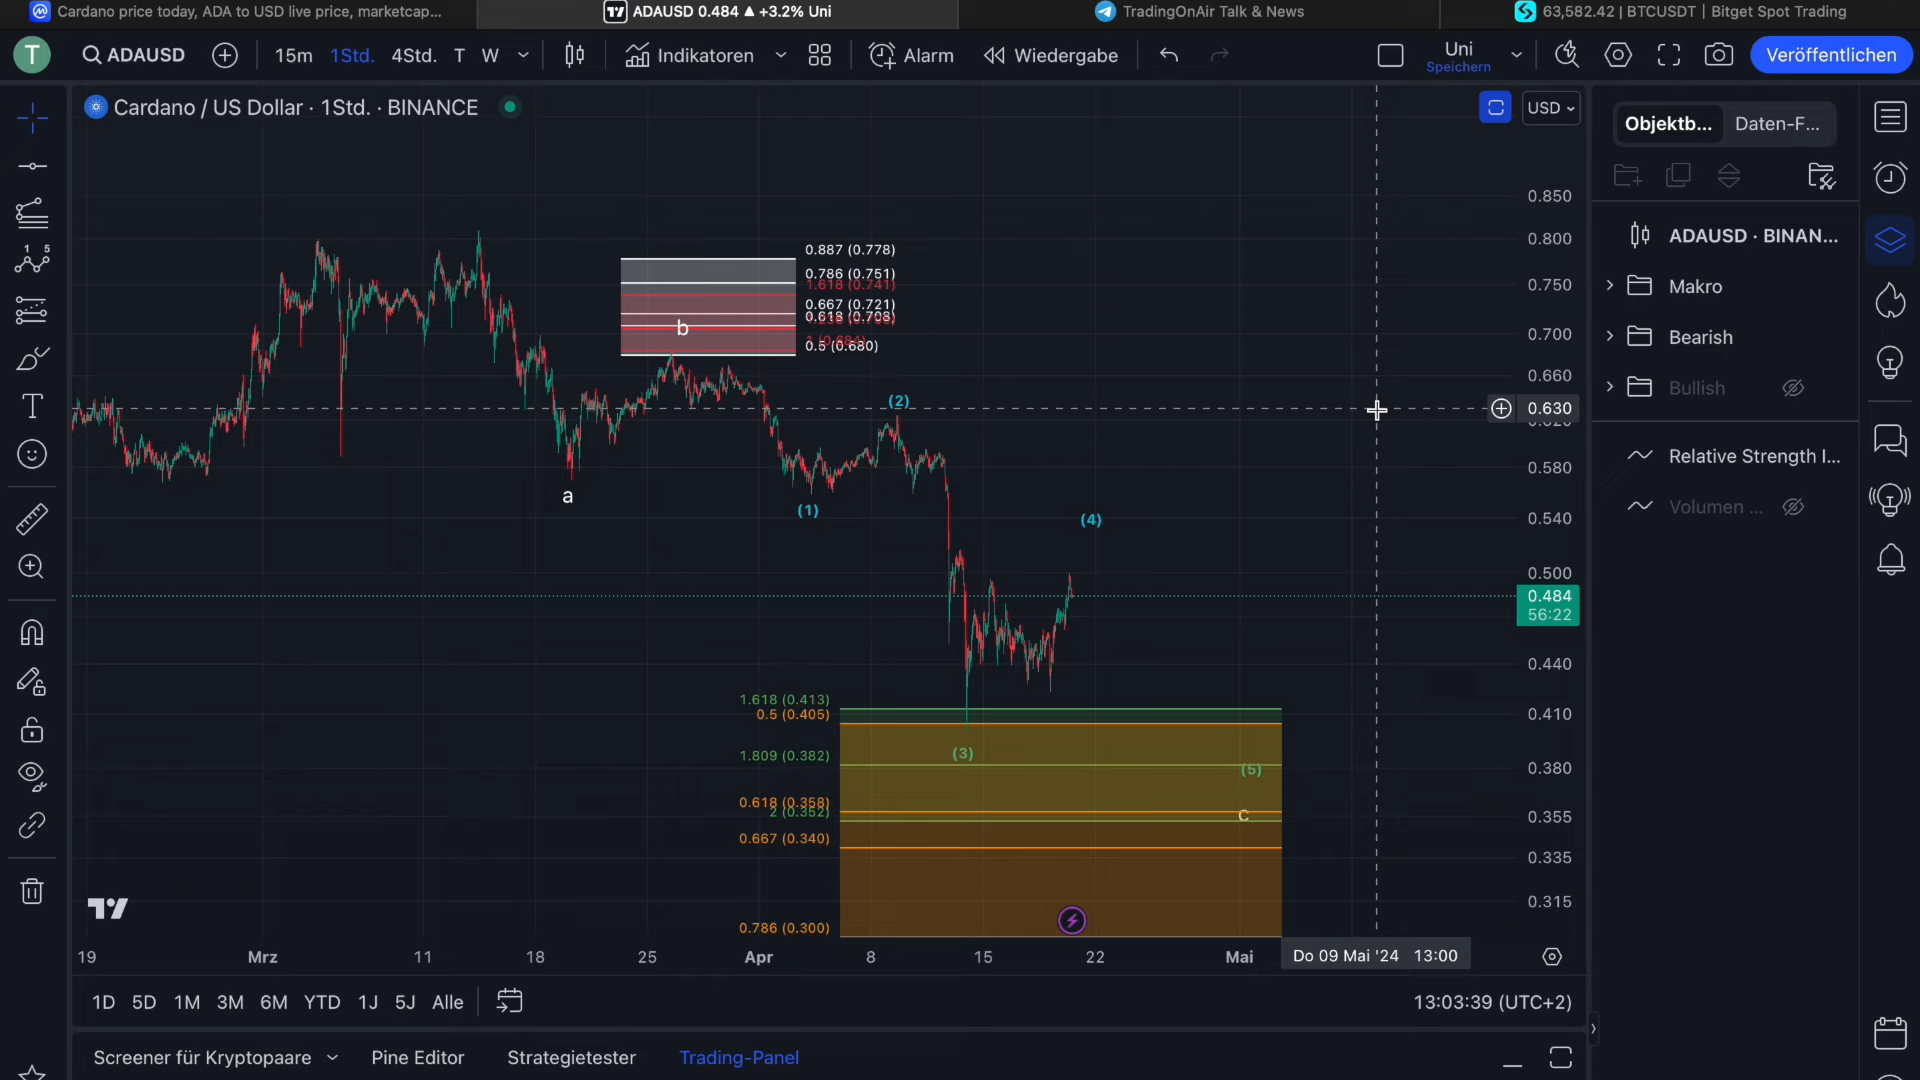 Cardano price today, ADA to USD live price, marketcap...
ADAUSD 0.484 ▲ +3.2% Uni
TradingOnAir Talk & News
63,582.42 | BTCUSDT | Bitget Spot Trading
T
ADAUSD
15m
1Std.
4Std.
T
W
Indikatoren
Alarm
Wiedergabe
Uni
Speichern
Veröffentlichen
Cardano / US Dollar · 1Std. · BINANCE
USD
Objektb...
Daten-F...
ADAUSD · BINAN...
Makro
Bearish
Bullish
Relative Strength I...
Volumen ...
0.850
0.800
0.750
0.700
0.660
0.630
0.620
0.580
0.540
0.500
0.484
56:22
0.440
0.410
0.380
0.355
0.335
0.315
0.887 (0.778)
0.786 (0.751)
1.618 (0.741)
0.667 (0.721)
0.618 (0.708)
0.5 (0.680)
b
a
(1)
(2)
(4)
(3)
(5)
c
1.618 (0.413)
0.5 (0.405)
1.809 (0.382)
0.618 (0.358)
2 (0.352)
0.667 (0.340)
0.786 (0.300)
19
Mrz
11
18
25
Apr
8
15
22
Mai
Do 09 Mai '24 13:00
1D
5D
1M
3M
6M
YTD
1J
5J
Alle
13:03:39 (UTC+2)
Screener für Kryptopaare
Pine Editor
Strategietester
Trading-Panel